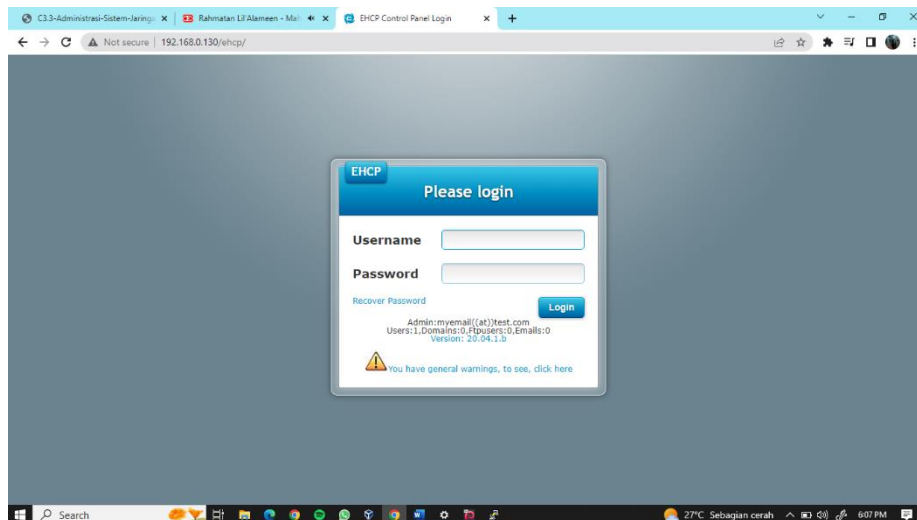 C3.3-Administrasi-Sistem-Jaring
Rahmatan Lil'Alameen - Mah
EHCP Control Panel Login
Not secure | 192.168.0.130/ehcp/
EHCP
Please login
Username
Password
Recover Password
Login
Admin:myemail((at))test.com
Users:1,Domains:0,Ftpusers:0,Emails:0
Version: 20.04.1.b
You have general warnings, to see, click here
Search
27°C Sebagian cerah
6:07 PM